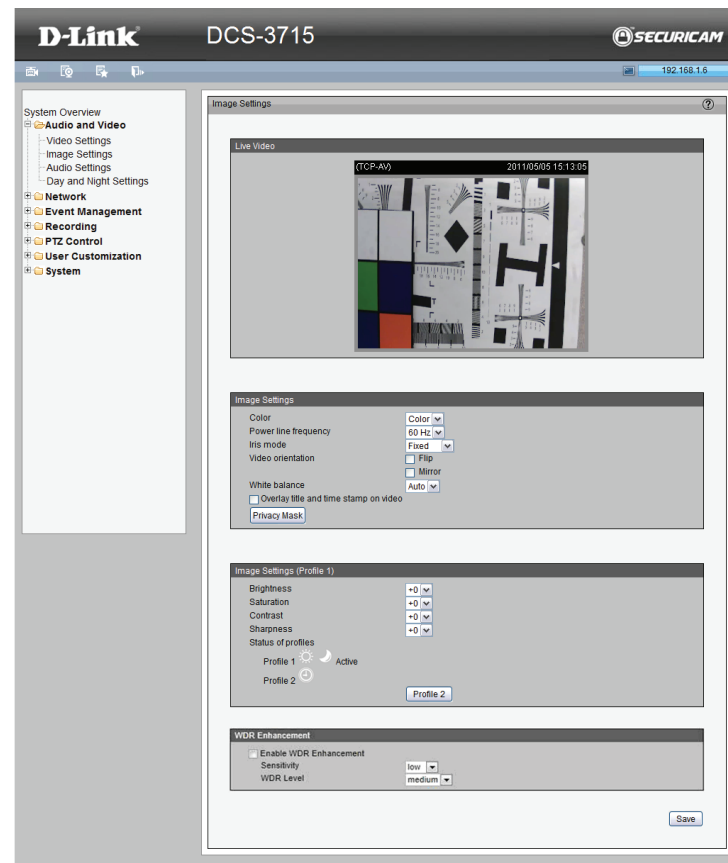 D-Link
DCS-3715
SECURICAM
192.168.1.6
System Overview
Audio and Video
Video Settings
Image Settings
Audio Settings
Day and Night Settings
Network
Event Management
Recording
PTZ Control
User Customization
System
Image Settings
?
Live Video
(TCP-AV) 2011/05/05 15:13:05
Image Settings
Color Color
Power line frequency 60 Hz
Iris mode Fixed
Video orientation Flip
Mirror
White balance Auto
Overlay title and time stamp on video
Privacy Mask
Image Settings (Profile 1)
Brightness +0
Saturation +0
Contrast +0
Sharpness +0
Status of profiles
Profile 1 Active
Profile 2
Profile 2
WDR Enhancement
Enable WDR Enhancement
Sensitivity low
WDR Level medium
Save